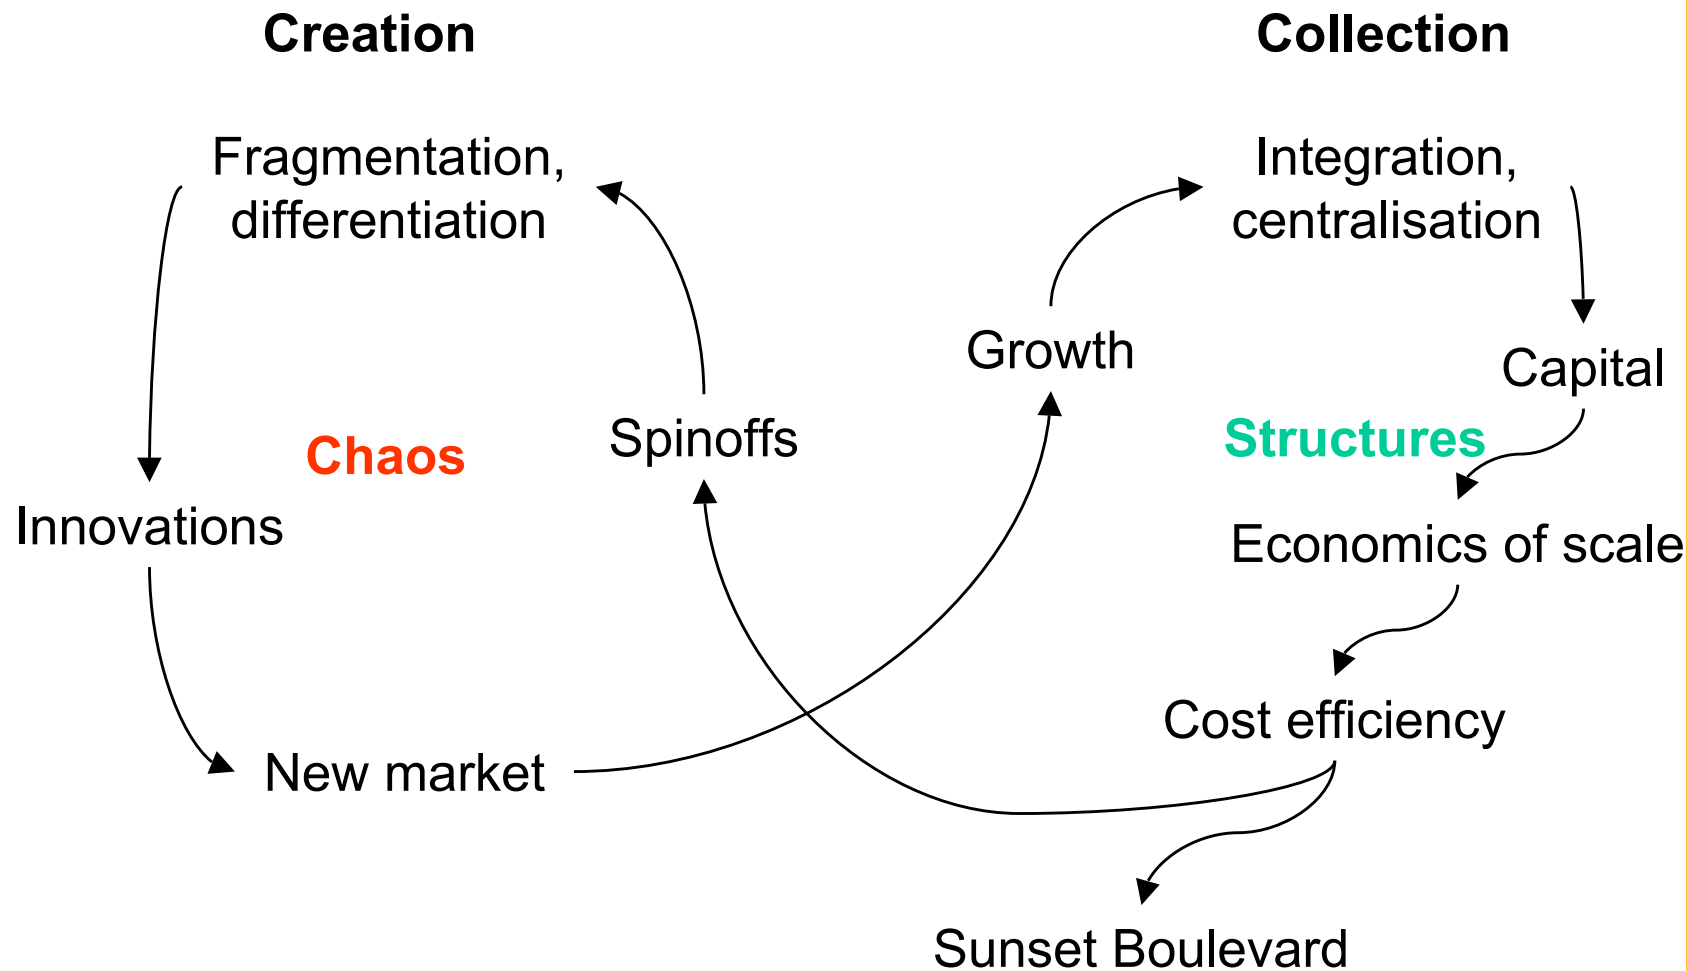 Creation
Collection
Fragmentation,
differentiation
Integration,
centralisation
Growth
Capital
Spinoffs
Structures
Chaos
Innovations
Economics of scale
Cost efficiency
New market
Sunset Boulevard